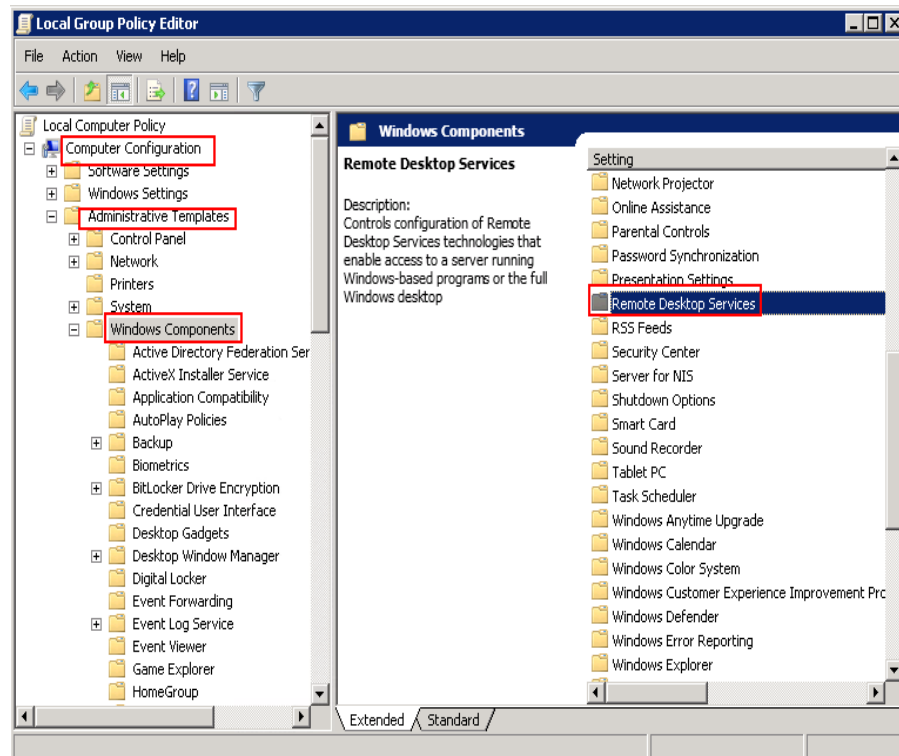 Local Group Policy Editor
File Action View Help
Local Computer Policy
Computer Configuration
Software Settings
Windows Settings
Administrative Templates
Control Panel
Network
Printers
System
Windows Components
Active Directory Federation Ser
ActiveX Installer Service
Application Compatibility
AutoPlay Policies
Backup
Biometrics
BitLocker Drive Encryption
Credential User Interface
Desktop Gadgets
Desktop Window Manager
Digital Locker
Event Forwarding
Event Log Service
Event Viewer
Game Explorer
HomeGroup
Windows Components
Remote Desktop Services
Description:
Controls configuration of Remote
Desktop Services technologies that
enable access to a server running
Windows-based programs or the full
Windows desktop
Setting
Network Projector
Online Assistance
Parental Controls
Password Synchronization
Presentation Settings
Remote Desktop Services
RSS Feeds
Security Center
Server for NIS
Shutdown Options
Smart Card
Sound Recorder
Tablet PC
Task Scheduler
Windows Anytime Upgrade
Windows Calendar
Windows Color System
Windows Customer Experience Improvement Pro
Windows Defender
Windows Error Reporting
Windows Explorer
Extended Standard